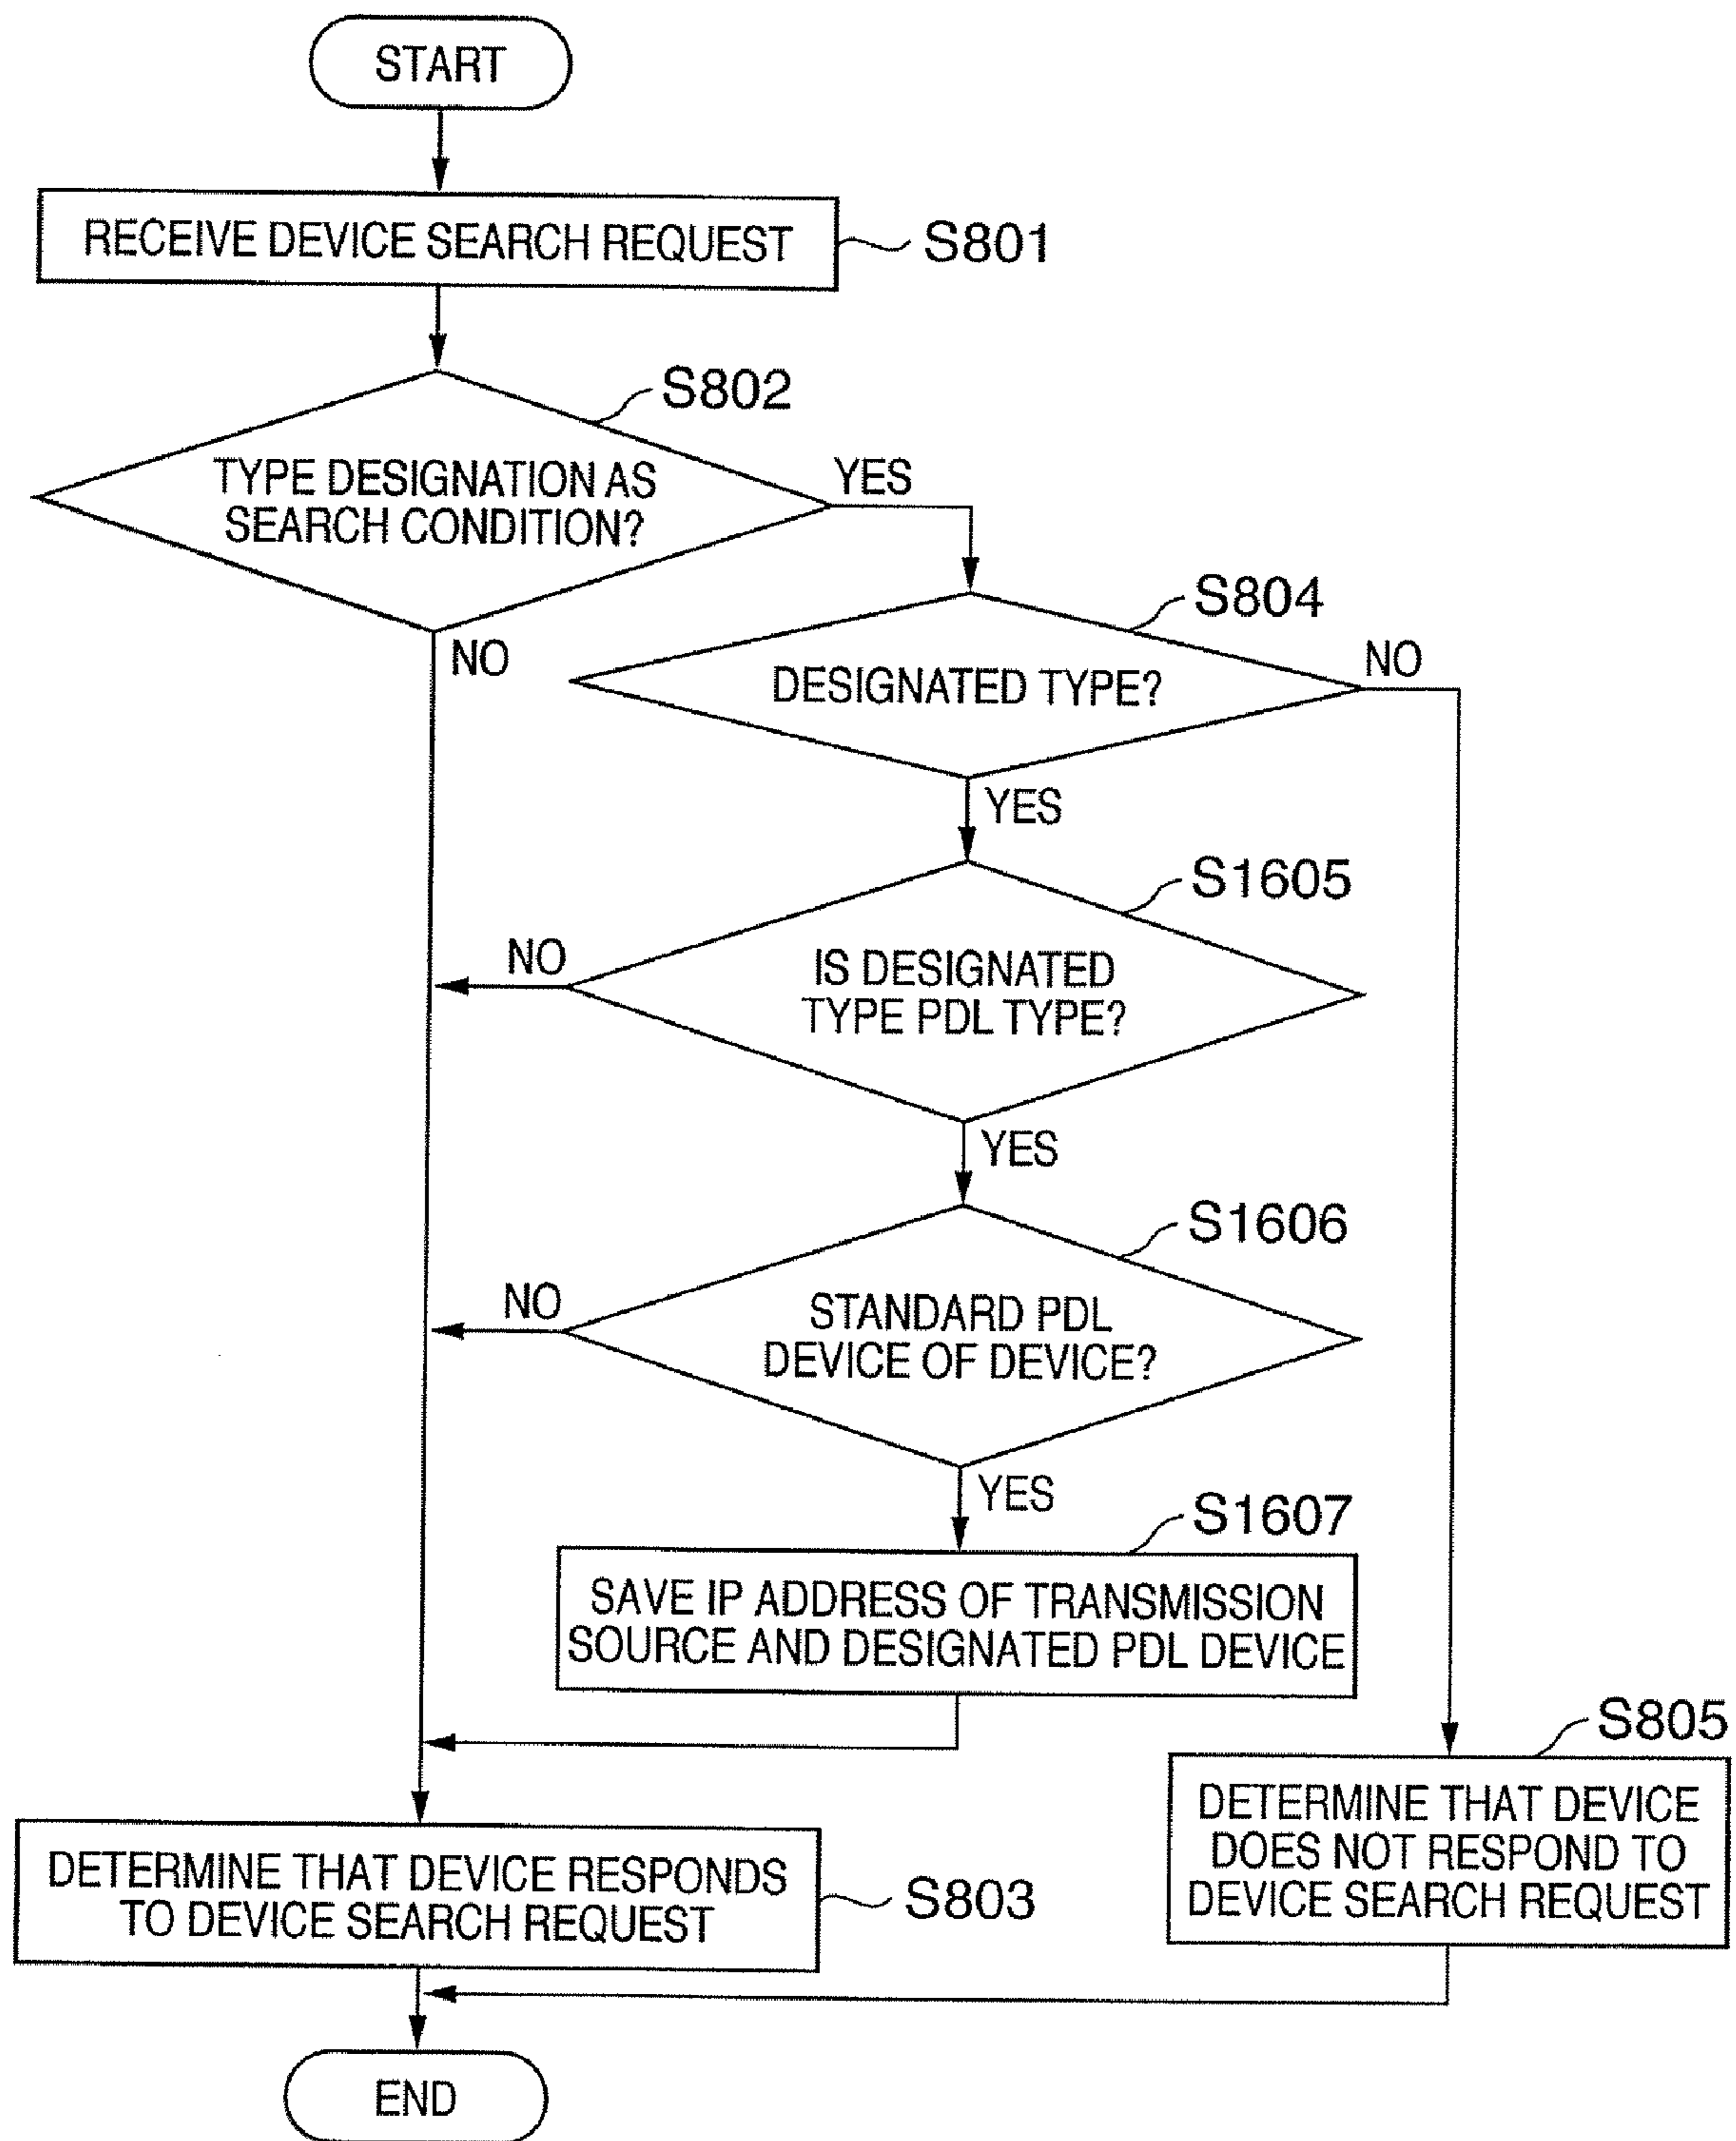 START
RECEIVE DEVICE SEARCH REQUEST
S801
S802
TYPE DESIGNATION AS
SEARCH CONDITION?
YES
NO
S804
DESIGNATED TYPE?
NO
YES
S1605
IS DESIGNATED
TYPE PDL TYPE?
NO
YES
S1606
STANDARD PDL
DEVICE OF DEVICE?
NO
YES
S1607
SAVE IP ADDRESS OF TRANSMISSION
SOURCE AND DESIGNATED PDL DEVICE
S805
DETERMINE THAT DEVICE
DOES NOT RESPOND TO
DEVICE SEARCH REQUEST
DETERMINE THAT DEVICE RESPONDS
TO DEVICE SEARCH REQUEST
S803
END